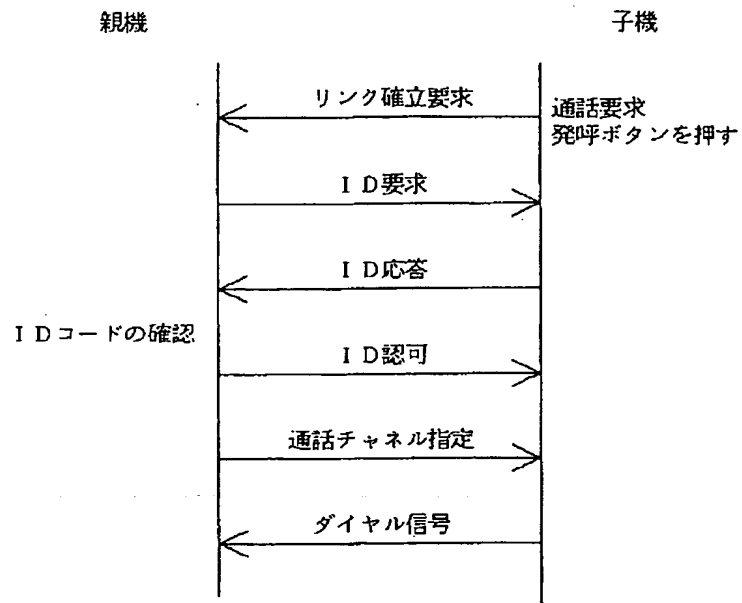 親機
子機
リンク確立要求
通話要求
発呼ボタンを押す
ID要求
ID応答
IDコードの確認
ID認可
通話チャネル指定
ダイヤル信号